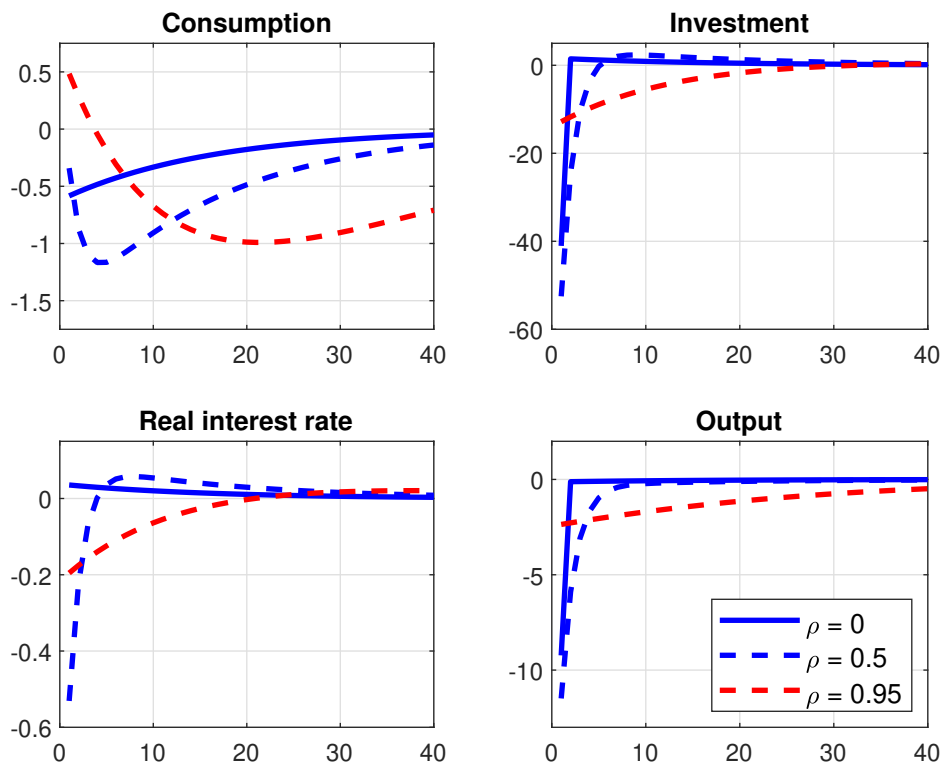 Consumption
0.5
0
-0.5
-1
-1.5
0 10 20 30 40
Investment
0
-20
-40
-60
0 10 20 30 40
Real interest rate
0
-0.2
-0.4
-0.6
0 10 20 30 40
Output
0
-5
-10
0 10 20 30 40
ρ = 0
ρ = 0.5
ρ = 0.95